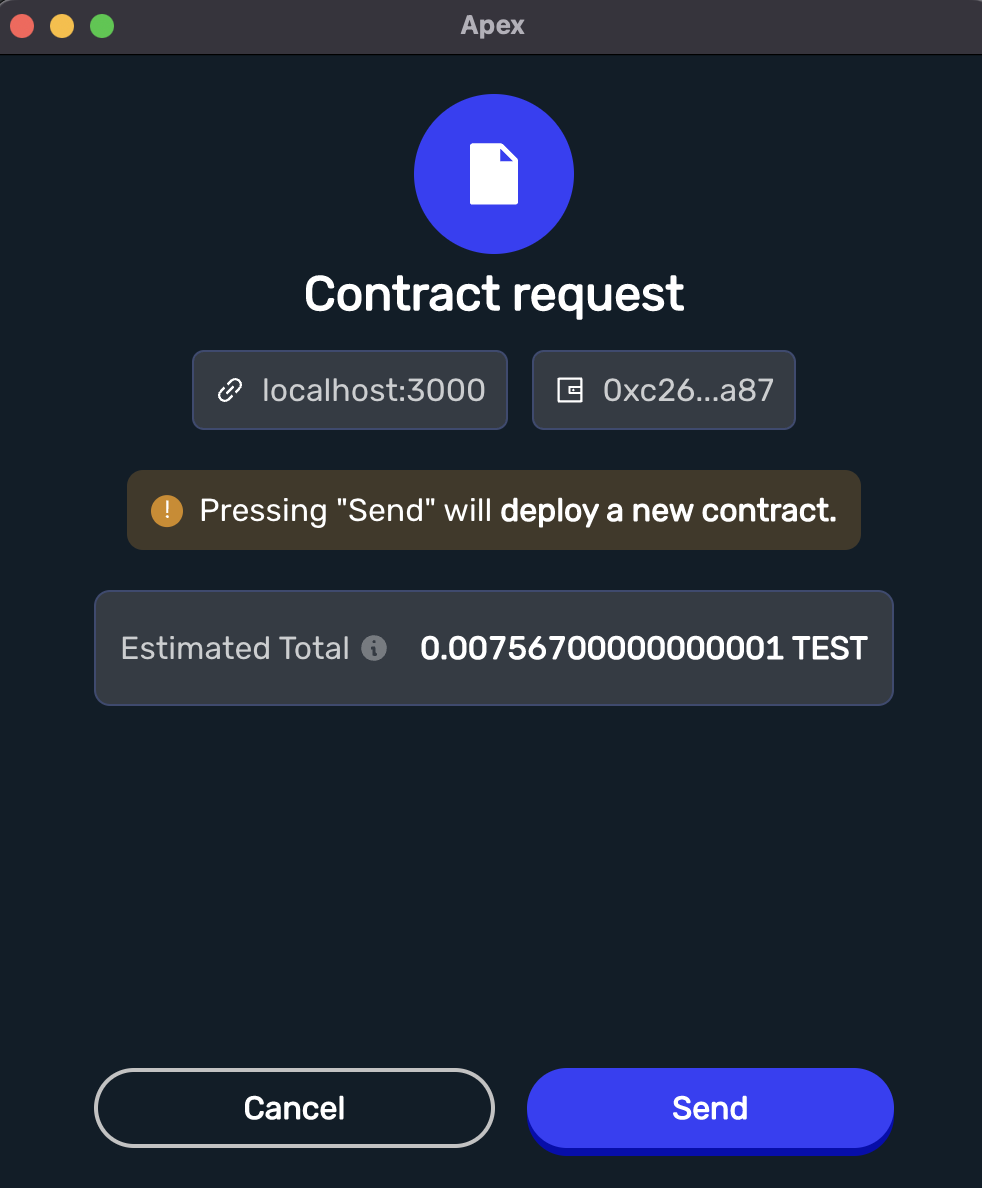 Apex
Contract request
localhost:3000 0xc26...a87
! Pressing "Send" will deploy a new contract.
Estimated Total i 0.00756700000000001 TEST
Cancel Send